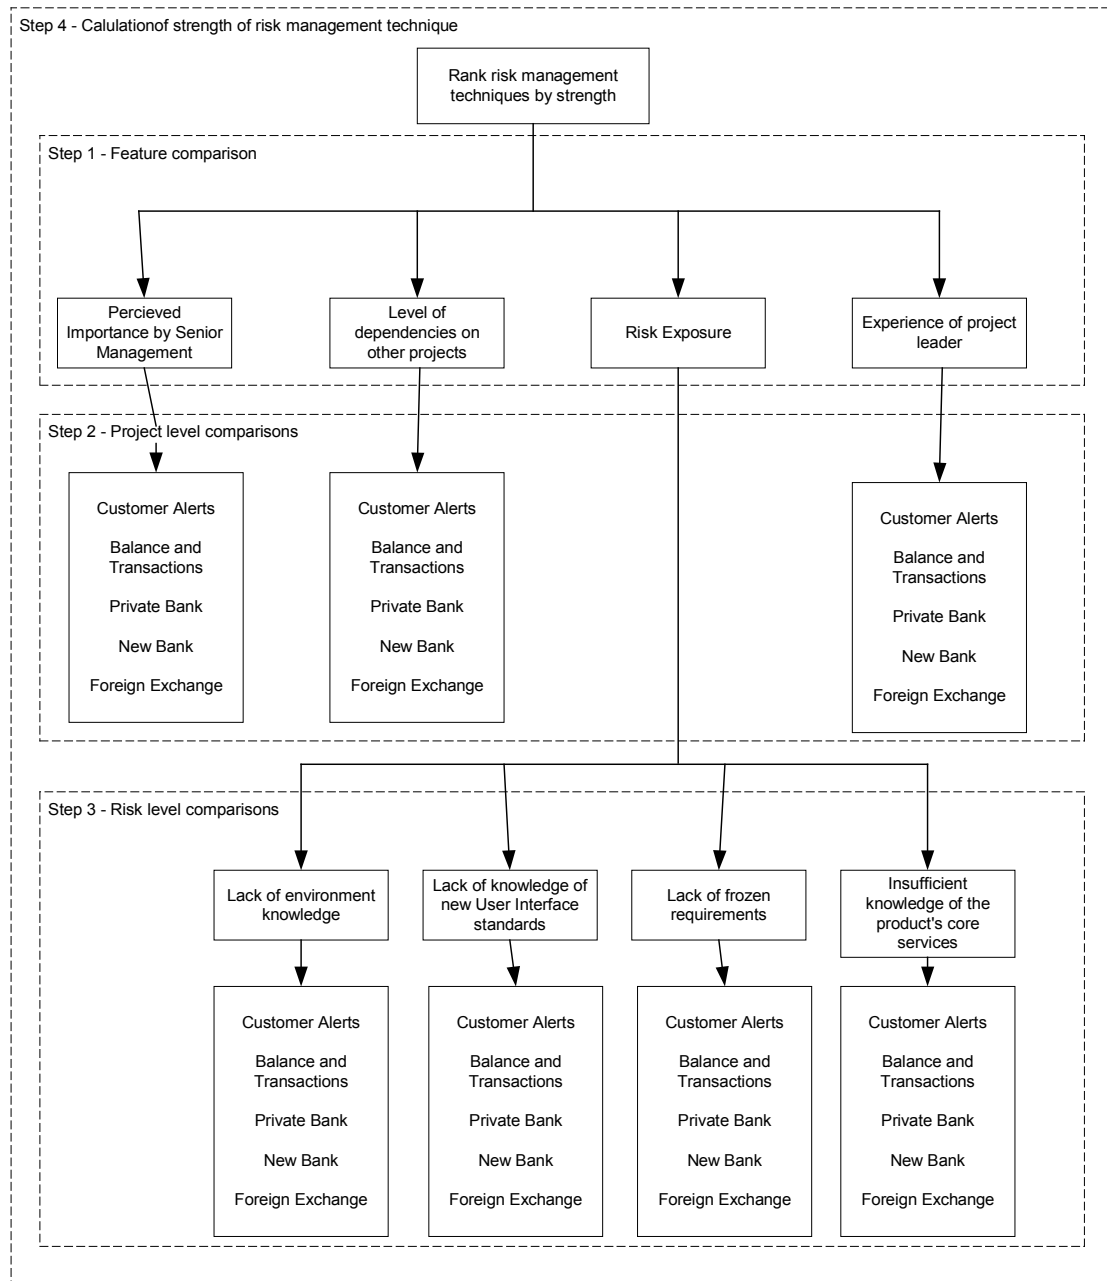 Step 4 - Calulationof strength of risk management technique
Rank risk management
techniques by strength
Step 1 - Feature comparison
Percieved
Importance by Senior
Management
Level of
dependencies on
other projects
Risk Exposure
Experience of project
leader
Step 2 - Project level comparisons
Customer Alerts
Balance and
Transactions
Private Bank
New Bank
Foreign Exchange
Customer Alerts
Balance and
Transactions
Private Bank
New Bank
Foreign Exchange
Customer Alerts
Balance and
Transactions
Private Bank
New Bank
Foreign Exchange
Step 3 - Risk level comparisons
Lack of environment
knowledge
Lack of knowledge of
new User Interface
standards
Lack of frozen
requirements
Insufficient
knowledge of the
product's core
services
Customer Alerts
Balance and
Transactions
Private Bank
New Bank
Foreign Exchange
Customer Alerts
Balance and
Transactions
Private Bank
New Bank
Foreign Exchange
Customer Alerts
Balance and
Transactions
Private Bank
New Bank
Foreign Exchange
Customer Alerts
Balance and
Transactions
Private Bank
New Bank
Foreign Exchange